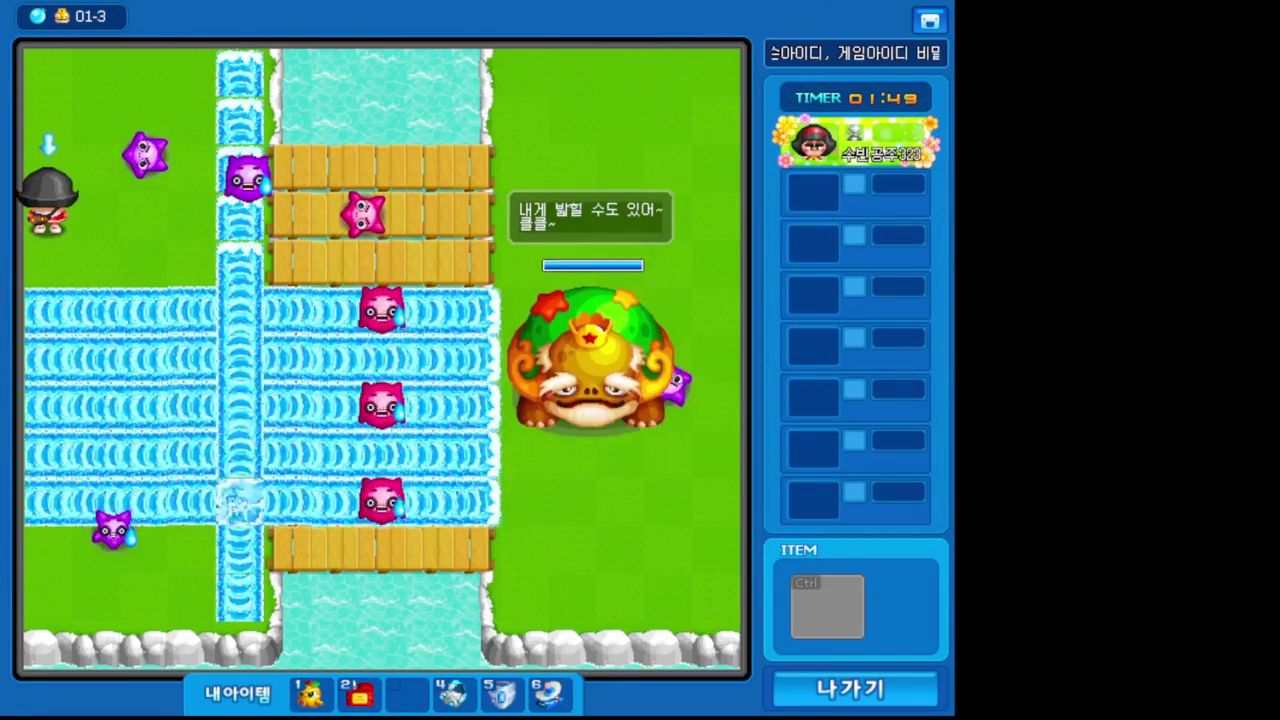 01-3
는아이디, 게임아이디 비밀
TIMER 01:49
수빈공주323
내게 밟힐 수도 있어~
클클~
ITEM
Ctrl
내아이템
1
2
4
5
6
나가기